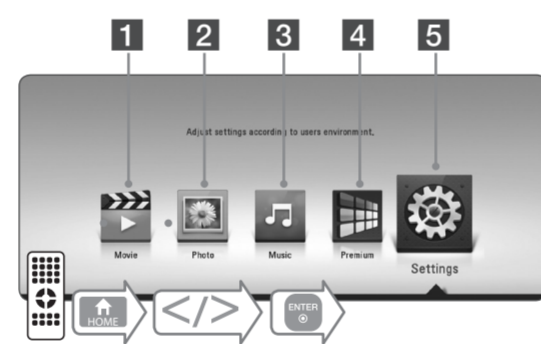 1 2 3 4 5
Adjust settings according to users environment.
Movie Photo Music Premium
Settings
HOME </> ENTER